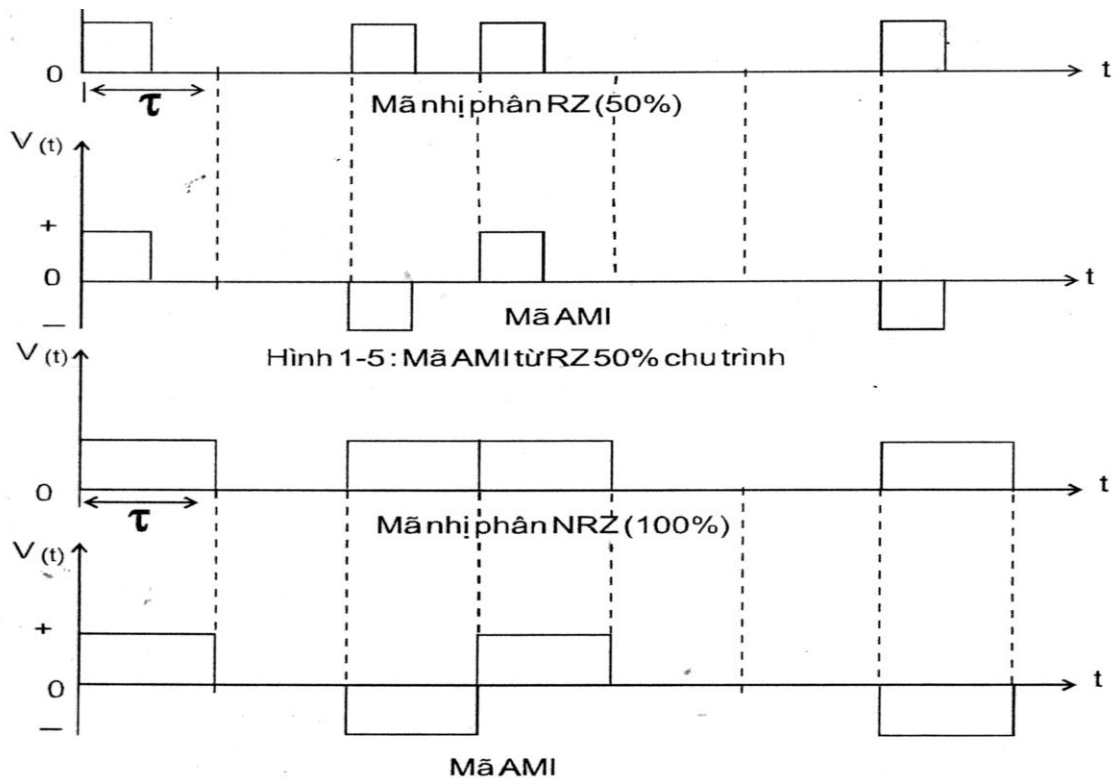 0
t
τ
Mã nhị phân RZ (50%)
V (t)
+
0
t
—
Mã AMI
V (t)
Hình 1-5 : Mã AMI từ RZ 50% chu trình
0
t
τ
Mã nhị phân NRZ (100%)
V (t)
+
0
t
—
Mã AMI